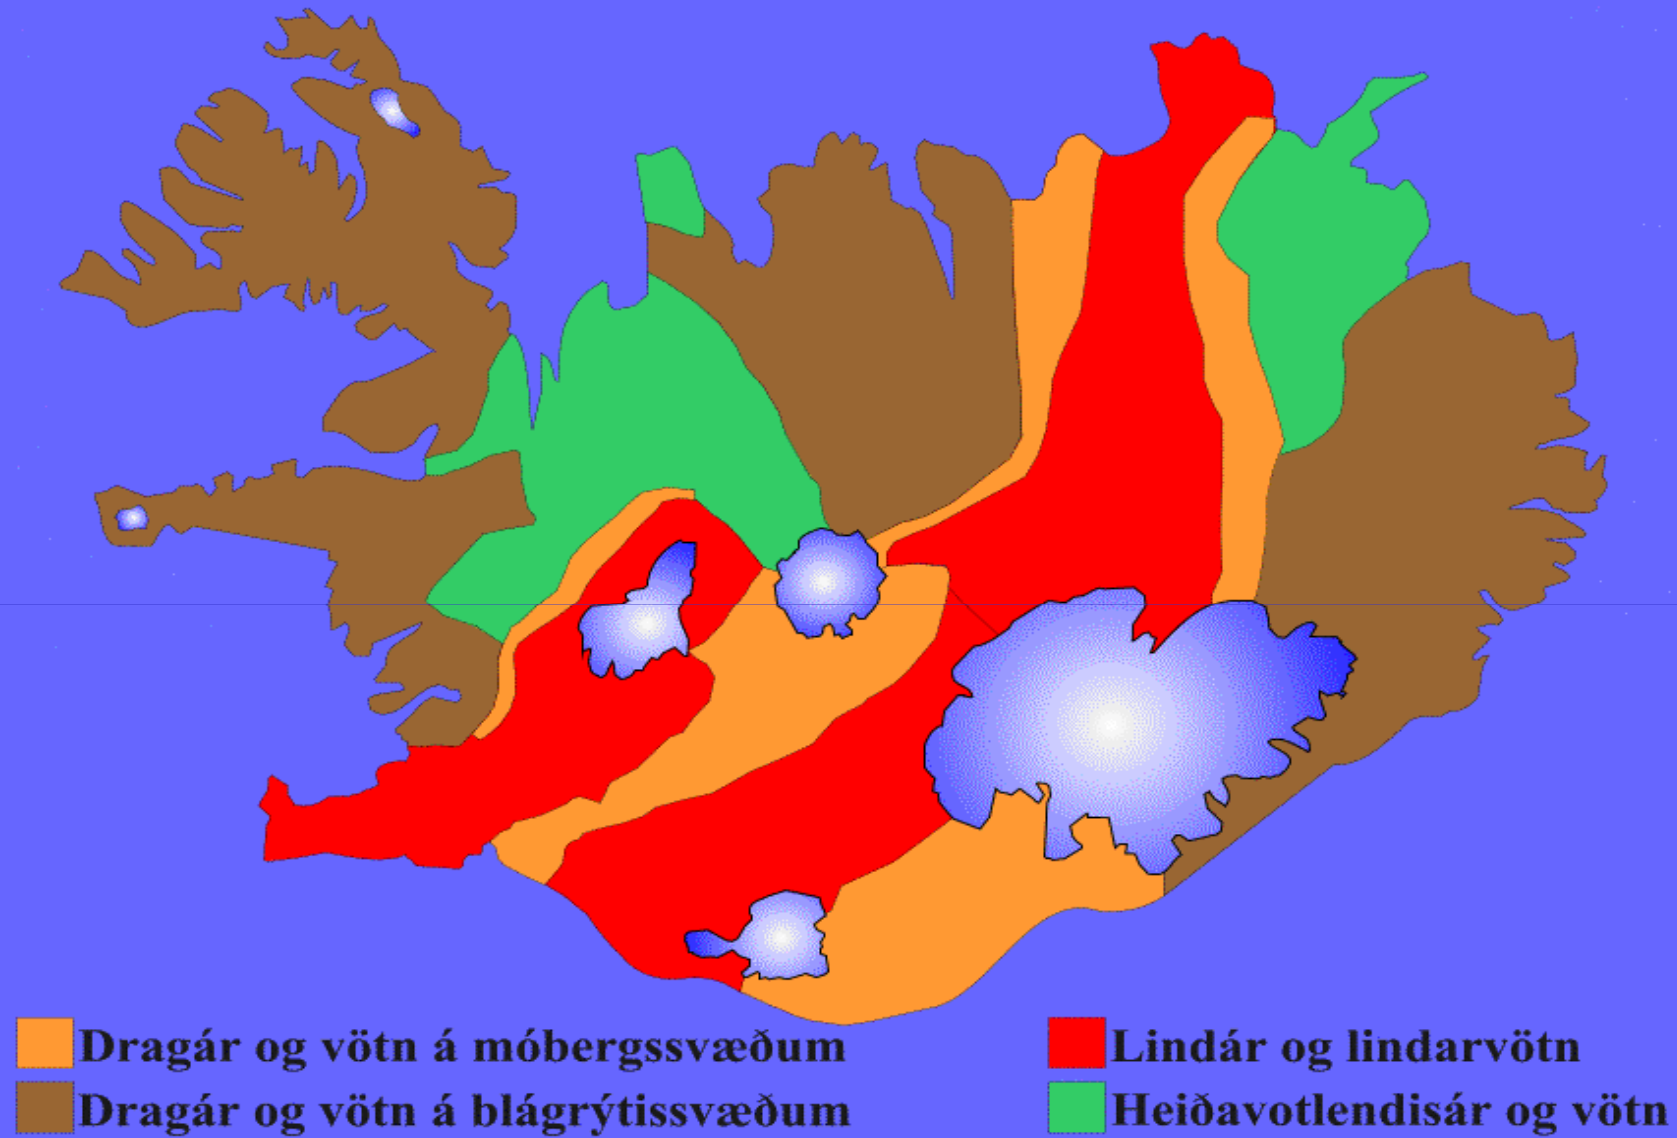 Dragár og vötn á móbergssvæðum
Dragár og vötn á blágrýtissvæðum
Lindár og lindarvötn
Heiðavotlendisár og vötn